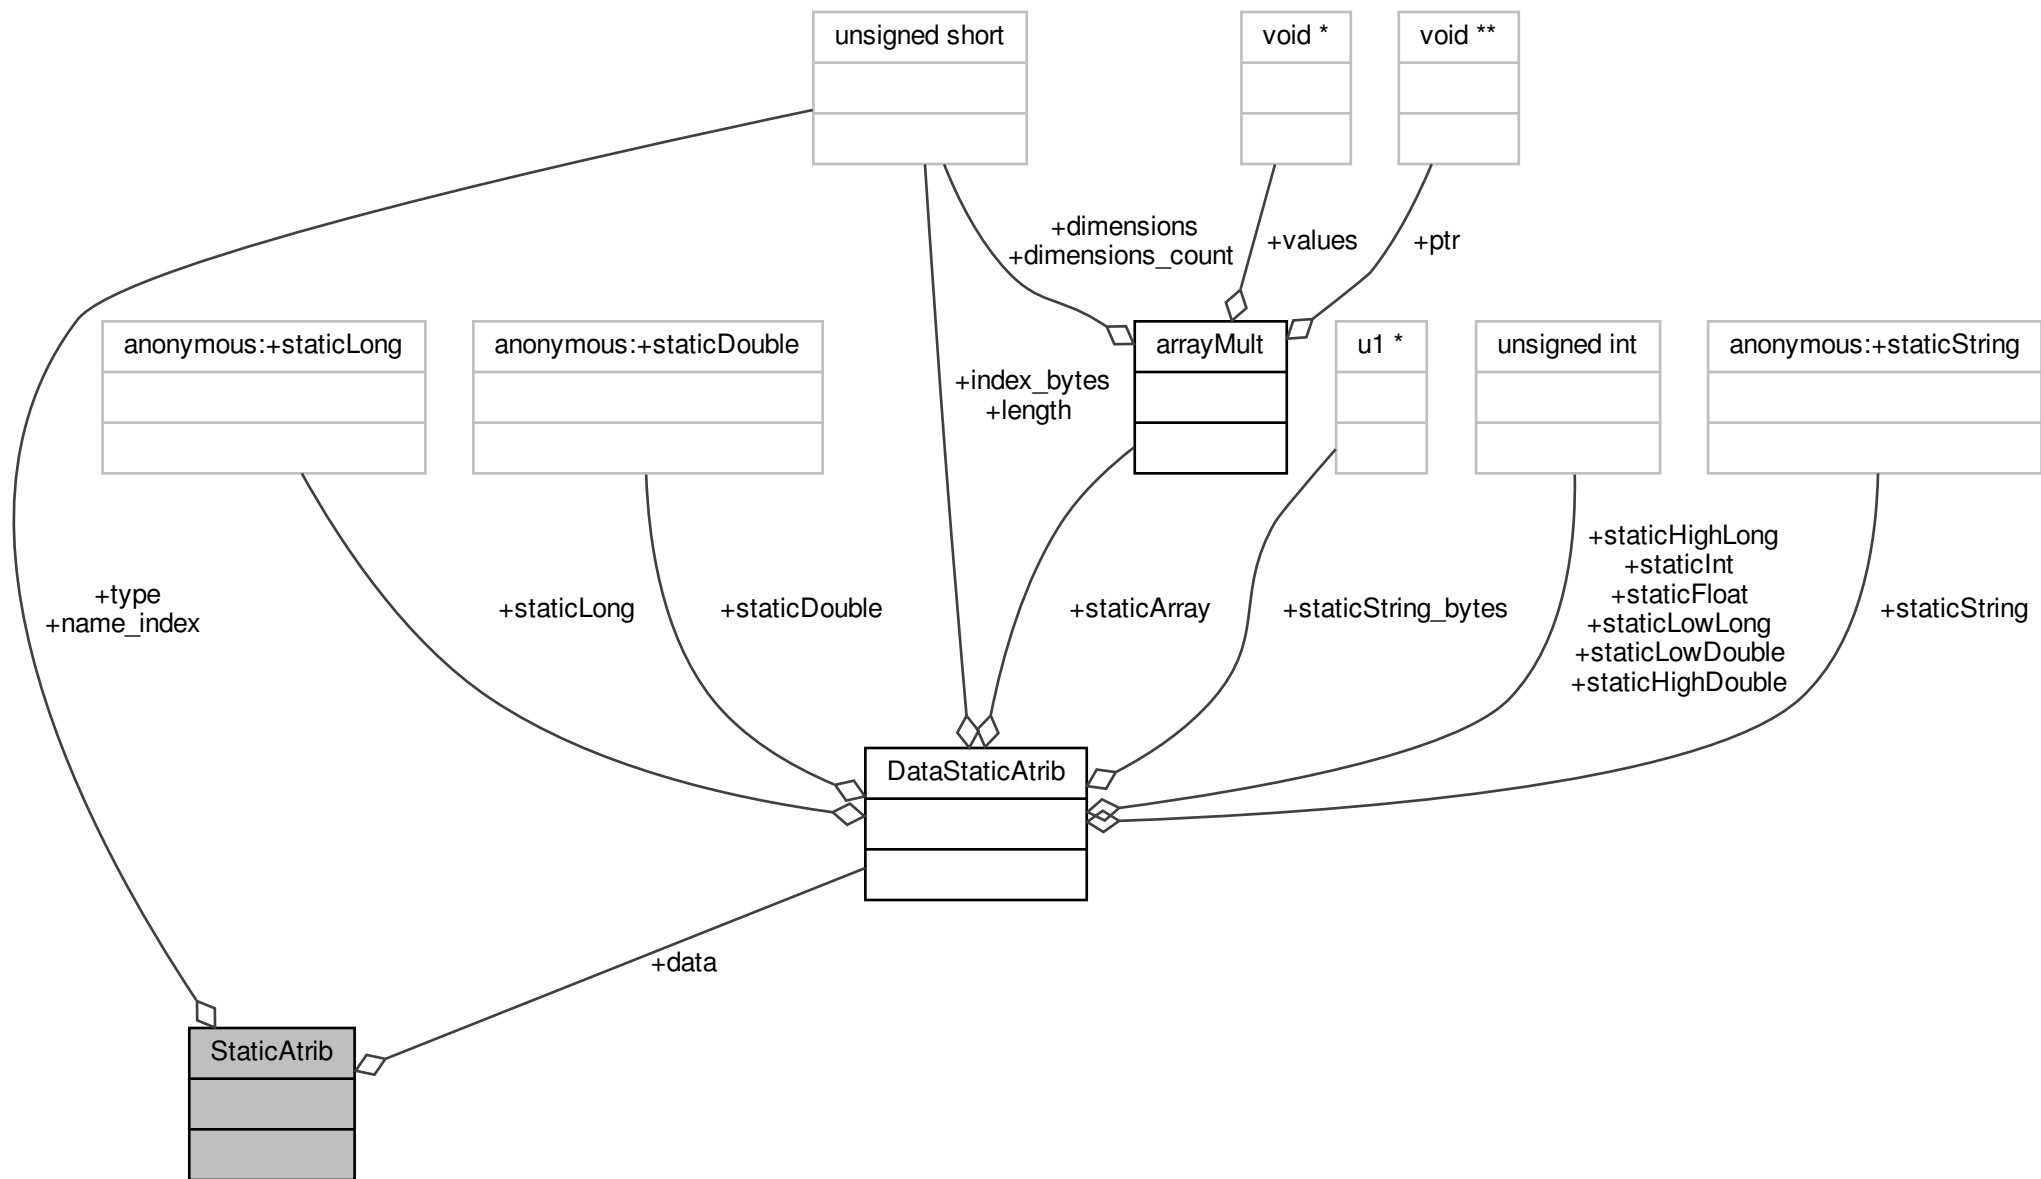 unsigned short
void *
void **
+dimensions
+dimensions_count
+values
+ptr
anonymous:+staticLong
anonymous:+staticDouble
arrayMult
u1 *
unsigned int
anonymous:+staticString
+index_bytes
+length
+type
+name_index
+staticLong
+staticDouble
+staticArray
+staticString_bytes
+staticHighLong
+staticInt
+staticFloat
+staticLowLong
+staticLowDouble
+staticHighDouble
+staticString
DataStaticAtrib
+data
StaticAtrib